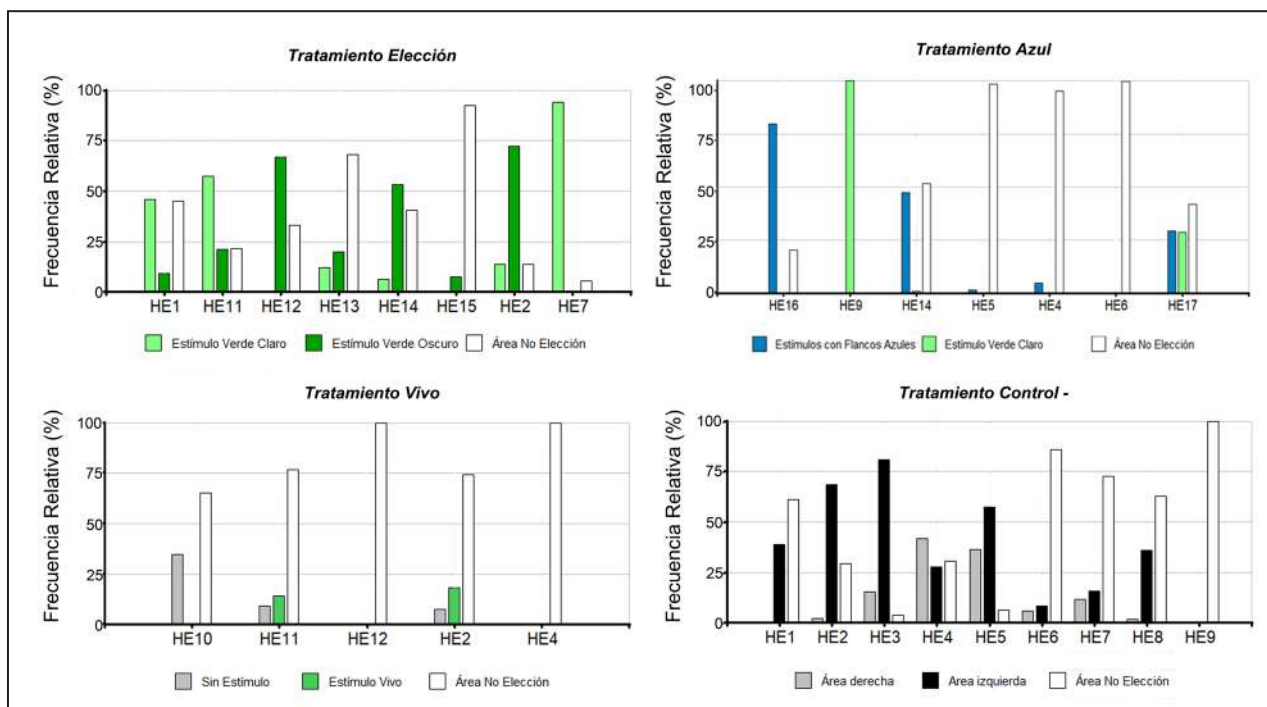 Tratamiento Elección
Frecuencia Relativa (%)
100
75
50
25
0
HE1 HE11 HE12 HE13 HE14 HE15 HE2 HE7
Estímulo Verde Claro Estímulo Verde Oscuro Área No Elección
Tratamiento Azul
Frecuencia Relativa (%)
100
75
50
25
0
HE16 HE9 HE14 HE5 HE4 HE6 HE17
Estímulos con Flancos Azules Estímulo Verde Claro Área No Elección
Tratamiento Vivo
Frecuencia Relativa (%)
100
75
50
25
0
HE10 HE11 HE12 HE2 HE4
Sin Estímulo Estímulo Vivo Área No Elección
Tratamiento Control -
Frecuencia Relativa (%)
100
75
50
25
0
HE1 HE2 HE3 HE4 HE5 HE6 HE7 HE8 HE9
Área derecha Area izquierda Área No Elección